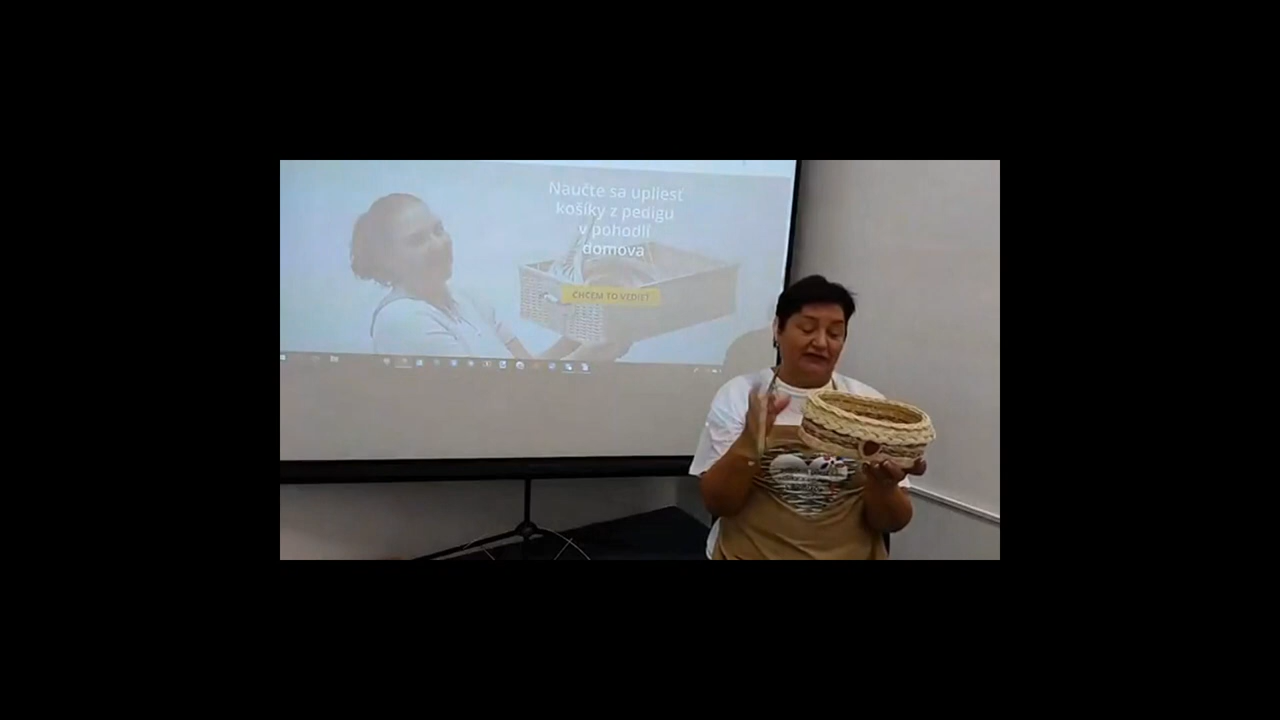 Naučte sa upliesť
košíky z pedigu
v pohodlí
domova
CHCEM TO VEDIEŤ